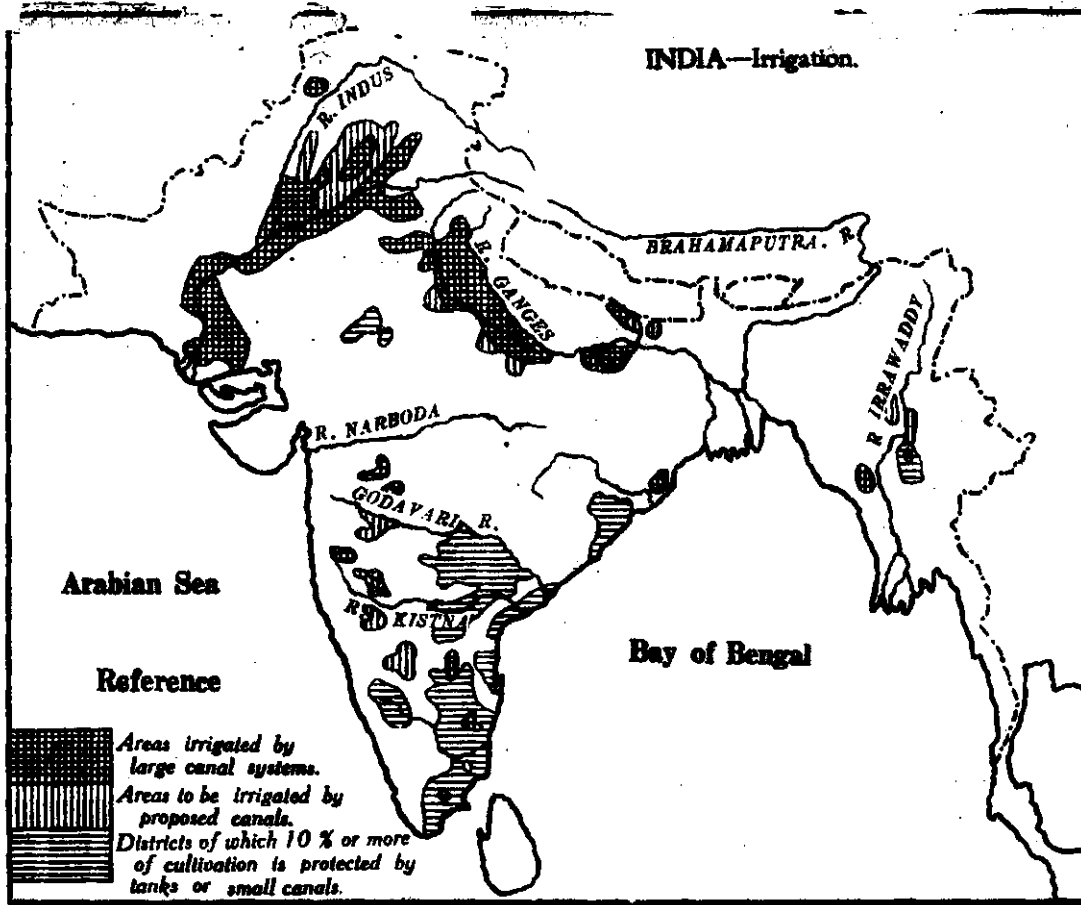 INDIA—Irrigation.
R. INDUS
BRAHAMAPUTRA. R.
R. GANGES
R IRRAWADDY
R. NARBODA
GODAVARI R.
R. KISTNA
Arabian Sea
Bay of Bengal
Reference
Areas irrigated by
large canal systems.
Areas to be irrigated by
proposed canals.
Districts of which 10 % or more
of cultivation is protected by
tanks or small canals.